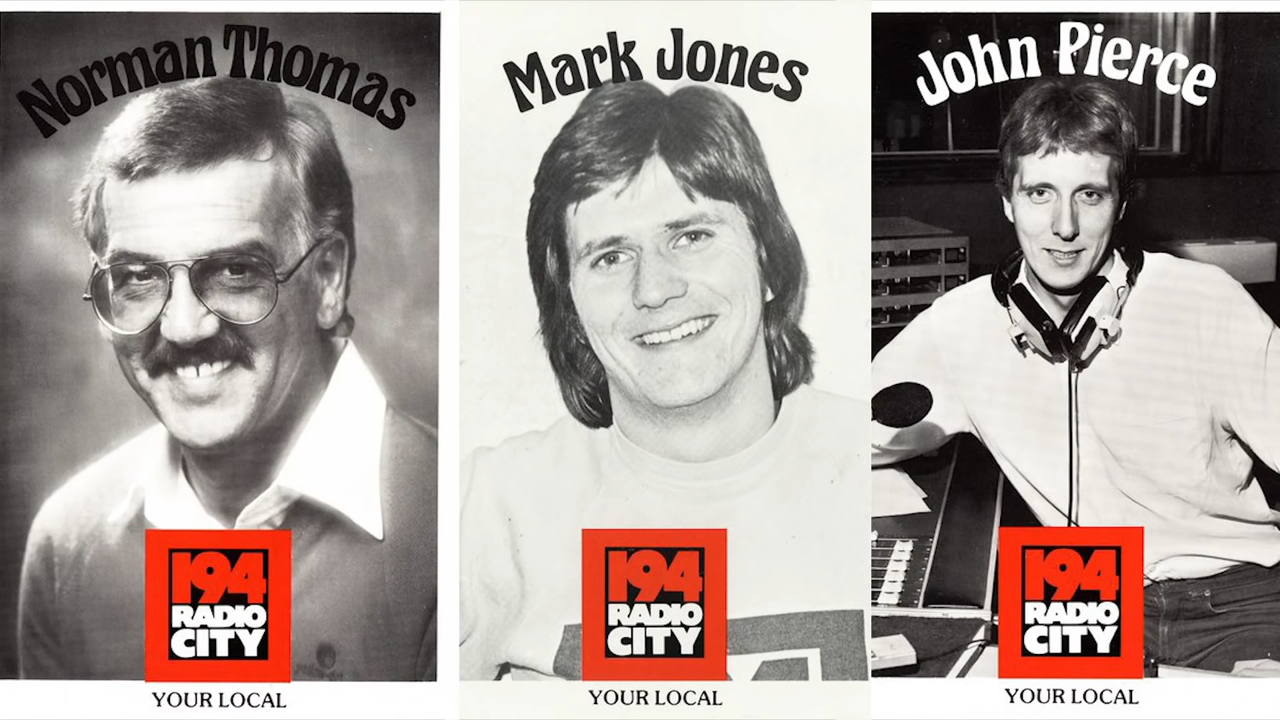 Norman Thomas
194
RADIO
CITY
YOUR LOCAL
Mark Jones
194
RADIO
CITY
YOUR LOCAL
John Pierce
194
RADIO
CITY
YOUR LOCAL